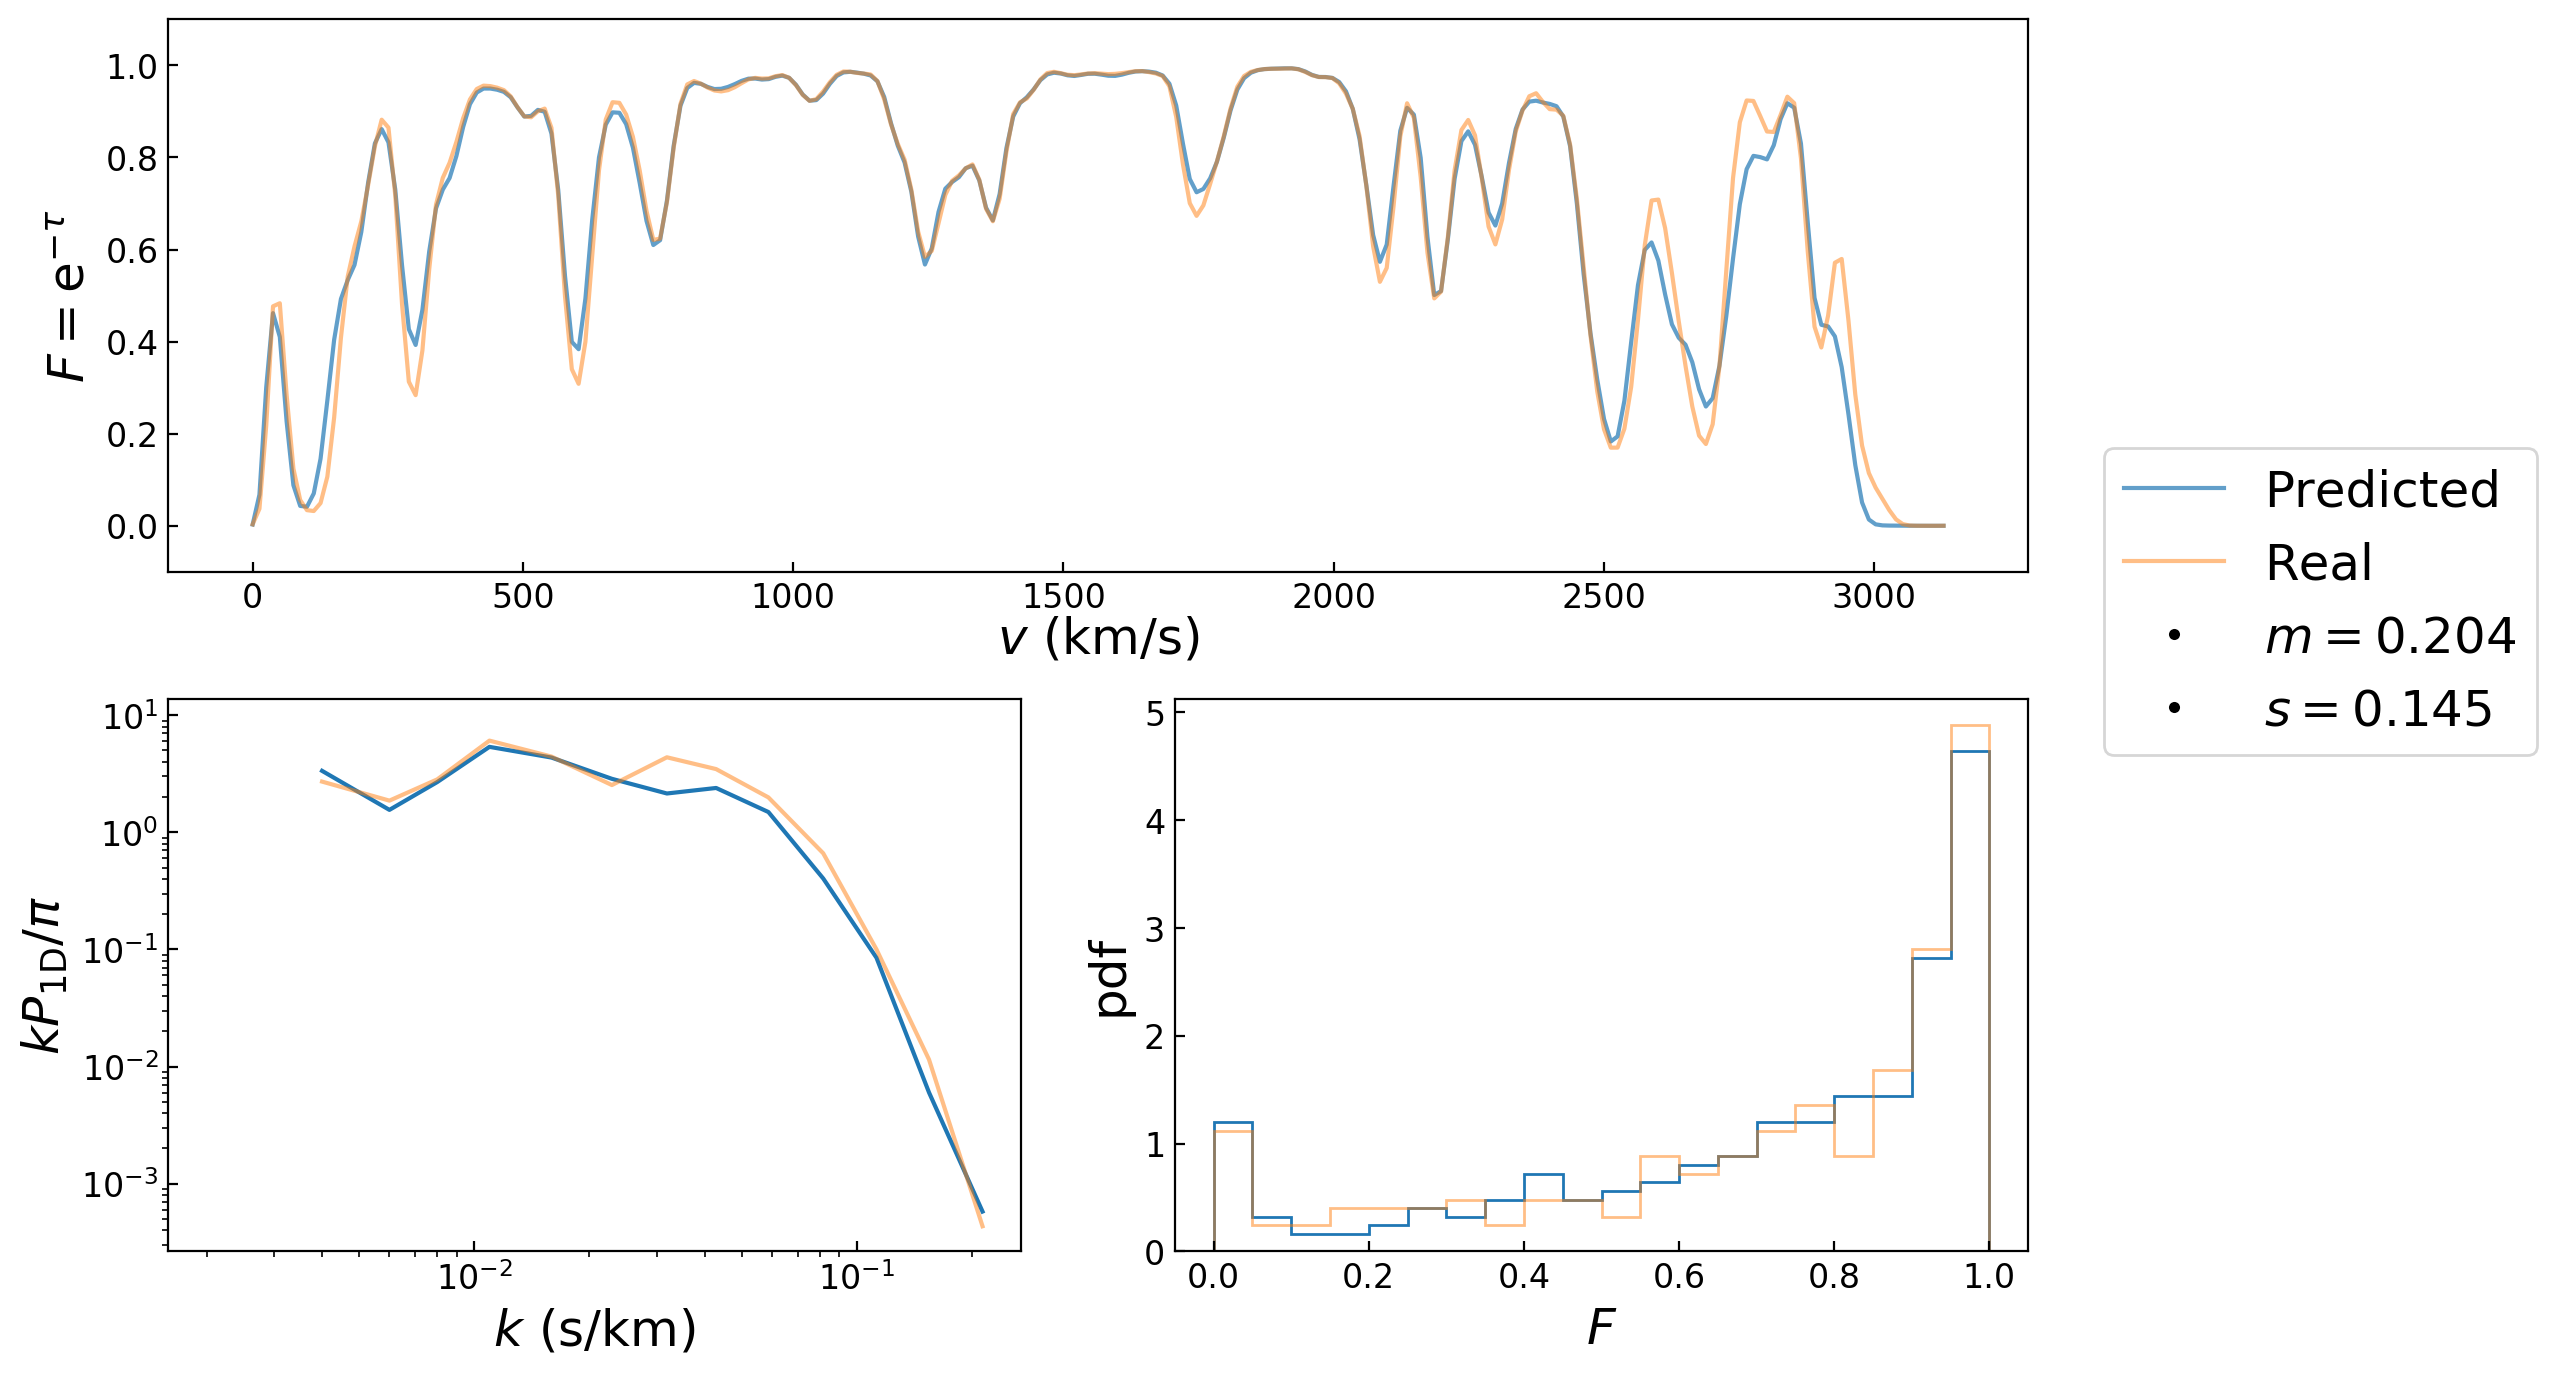 1.0
0.8
0.6
0.4
0.2
0.0
F = e^{−τ}
0 500 1000 1500 2000 2500 3000
v (km/s)
Predicted
Real
m = 0.204
s = 0.145
10^1
10^0
10^{−1}
10^{−2}
10^{−3}
kP_{1D}/π
10^{−2} 10^{−1}
k (s/km)
5
4
3
2
1
0
pdf
0.0 0.2 0.4 0.6 0.8 1.0
F